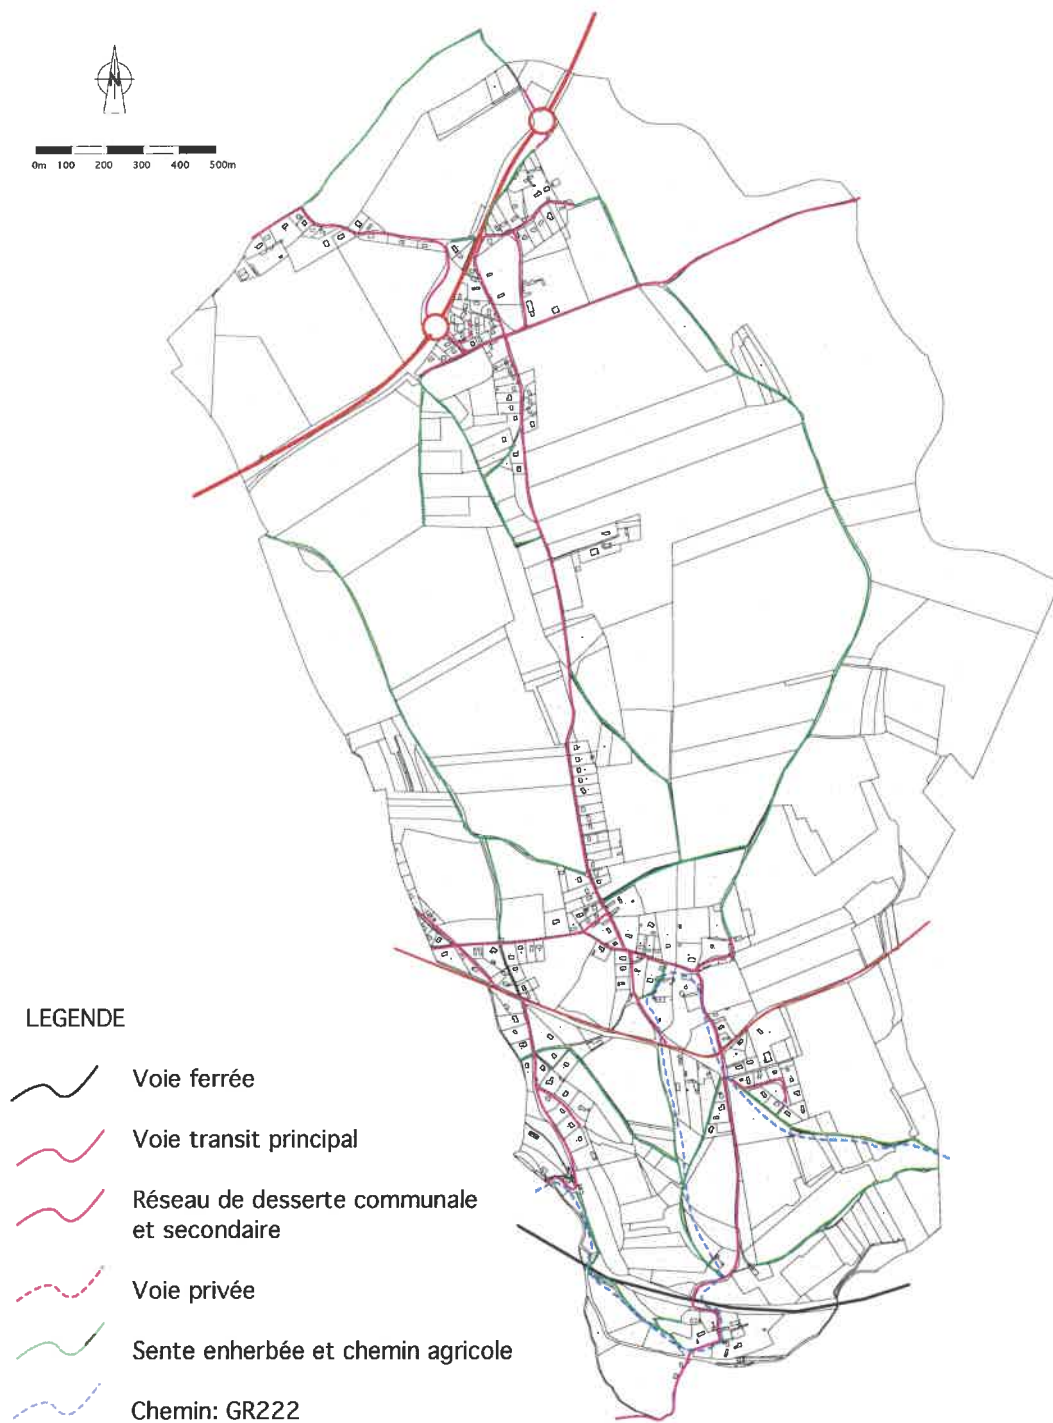 N
0m 100 200 300 400 500m
LEGENDE
Voie ferrée
Voie transit principal
Réseau de desserte communale
et secondaire
Voie privée
Sente enherbée et chemin agricole
Chemin: GR222